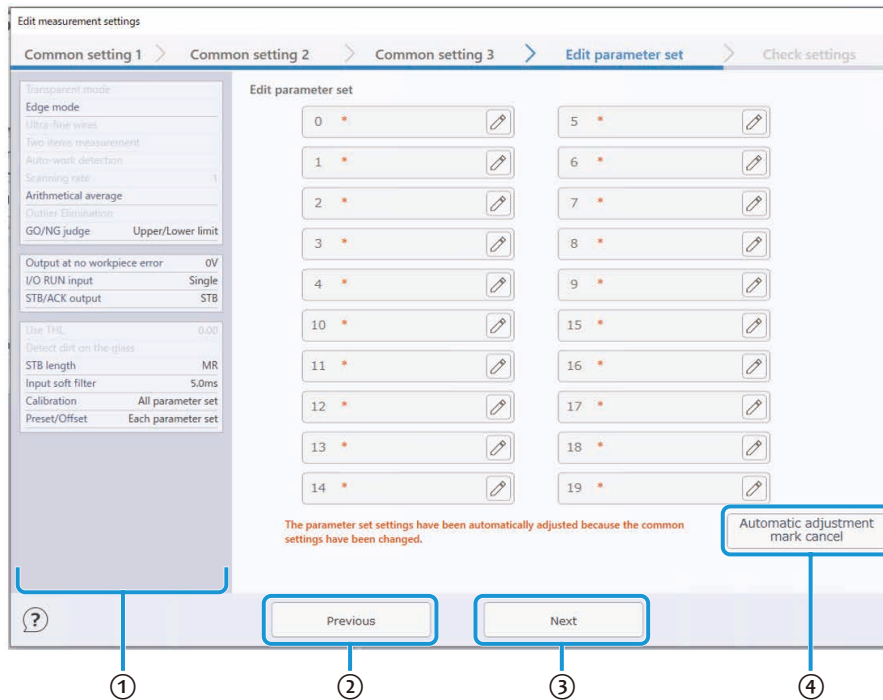 Edit measurement settings
Common setting 1
Common setting 2
Common setting 3
Edit parameter set
Check settings
Transparent mode
Edge mode
Ultra-fine wires
Two items measurement
Auto-work detection
Scanning rate 1
Arithmetical average
Outlier Elimination
GO/NG judge Upper/Lower limit
Output at no workpiece error 0V
I/O RUN input Single
STB/ACK output STB
Use THL 0.00
Detect dirt on the glass
STB length MR
Input soft filter 5.0ms
Calibration All parameter set
Preset/Offset Each parameter set
Edit parameter set
0 *
1 *
2 *
3 *
4 *
10 *
11 *
12 *
13 *
14 *
5 *
6 *
7 *
8 *
9 *
15 *
16 *
17 *
18 *
19 *
The parameter set settings have been automatically adjusted because the common
settings have been changed.
Automatic adjustment
mark cancel
?
Previous
Next
①
②
③
④